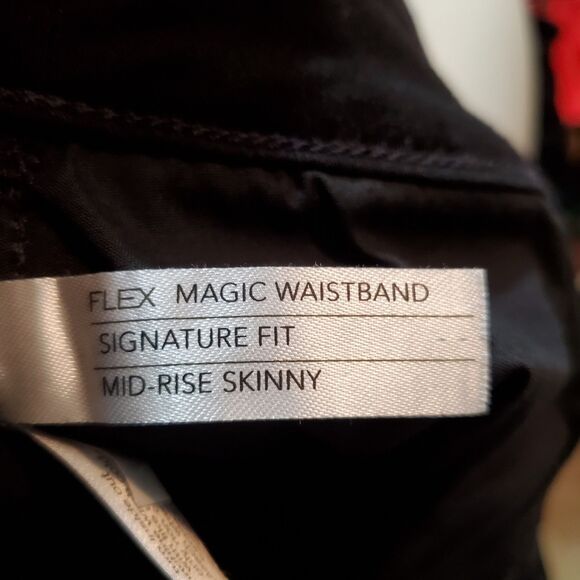 FLEX MAGIC WAISTBAND
SIGNATURE FIT
MID-RISE SKINNY